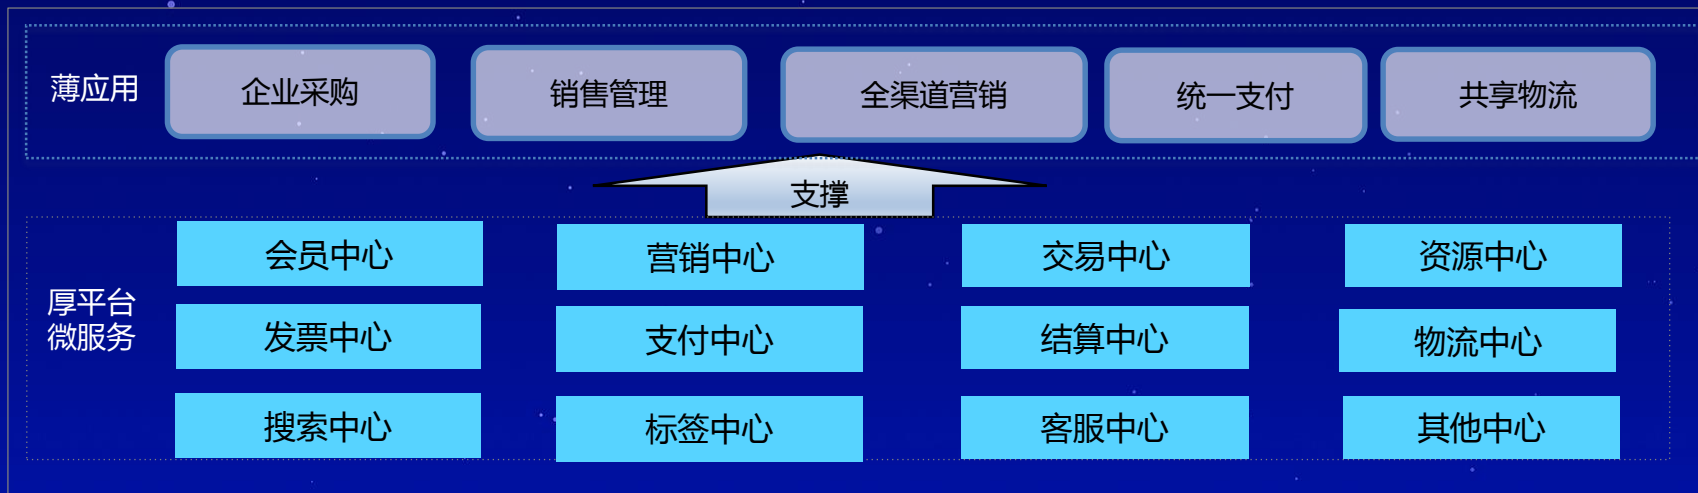 薄应用
企业采购
销售管理
全渠道营销
统一支付
共享物流
支撑
厚平台
微服务
会员中心
营销中心
交易中心
资源中心
发票中心
支付中心
结算中心
物流中心
搜索中心
标签中心
客服中心
其他中心